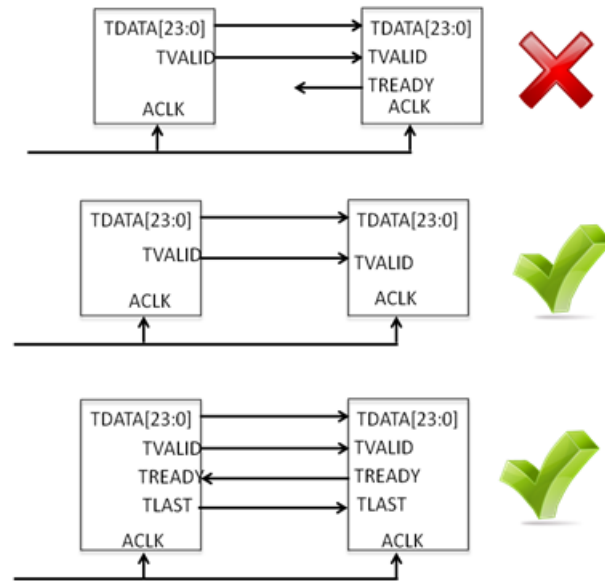 TDATA[23:0] TDATA[23:0]
TVALID TVALID
TREADY
ACLK ACLK
TDATA[23:0] TDATA[23:0]
TVALID TVALID
ACLK ACLK
TDATA[23:0] TDATA[23:0]
TVALID TVALID
TREADY TREADY
TLAST TLAST
ACLK ACLK